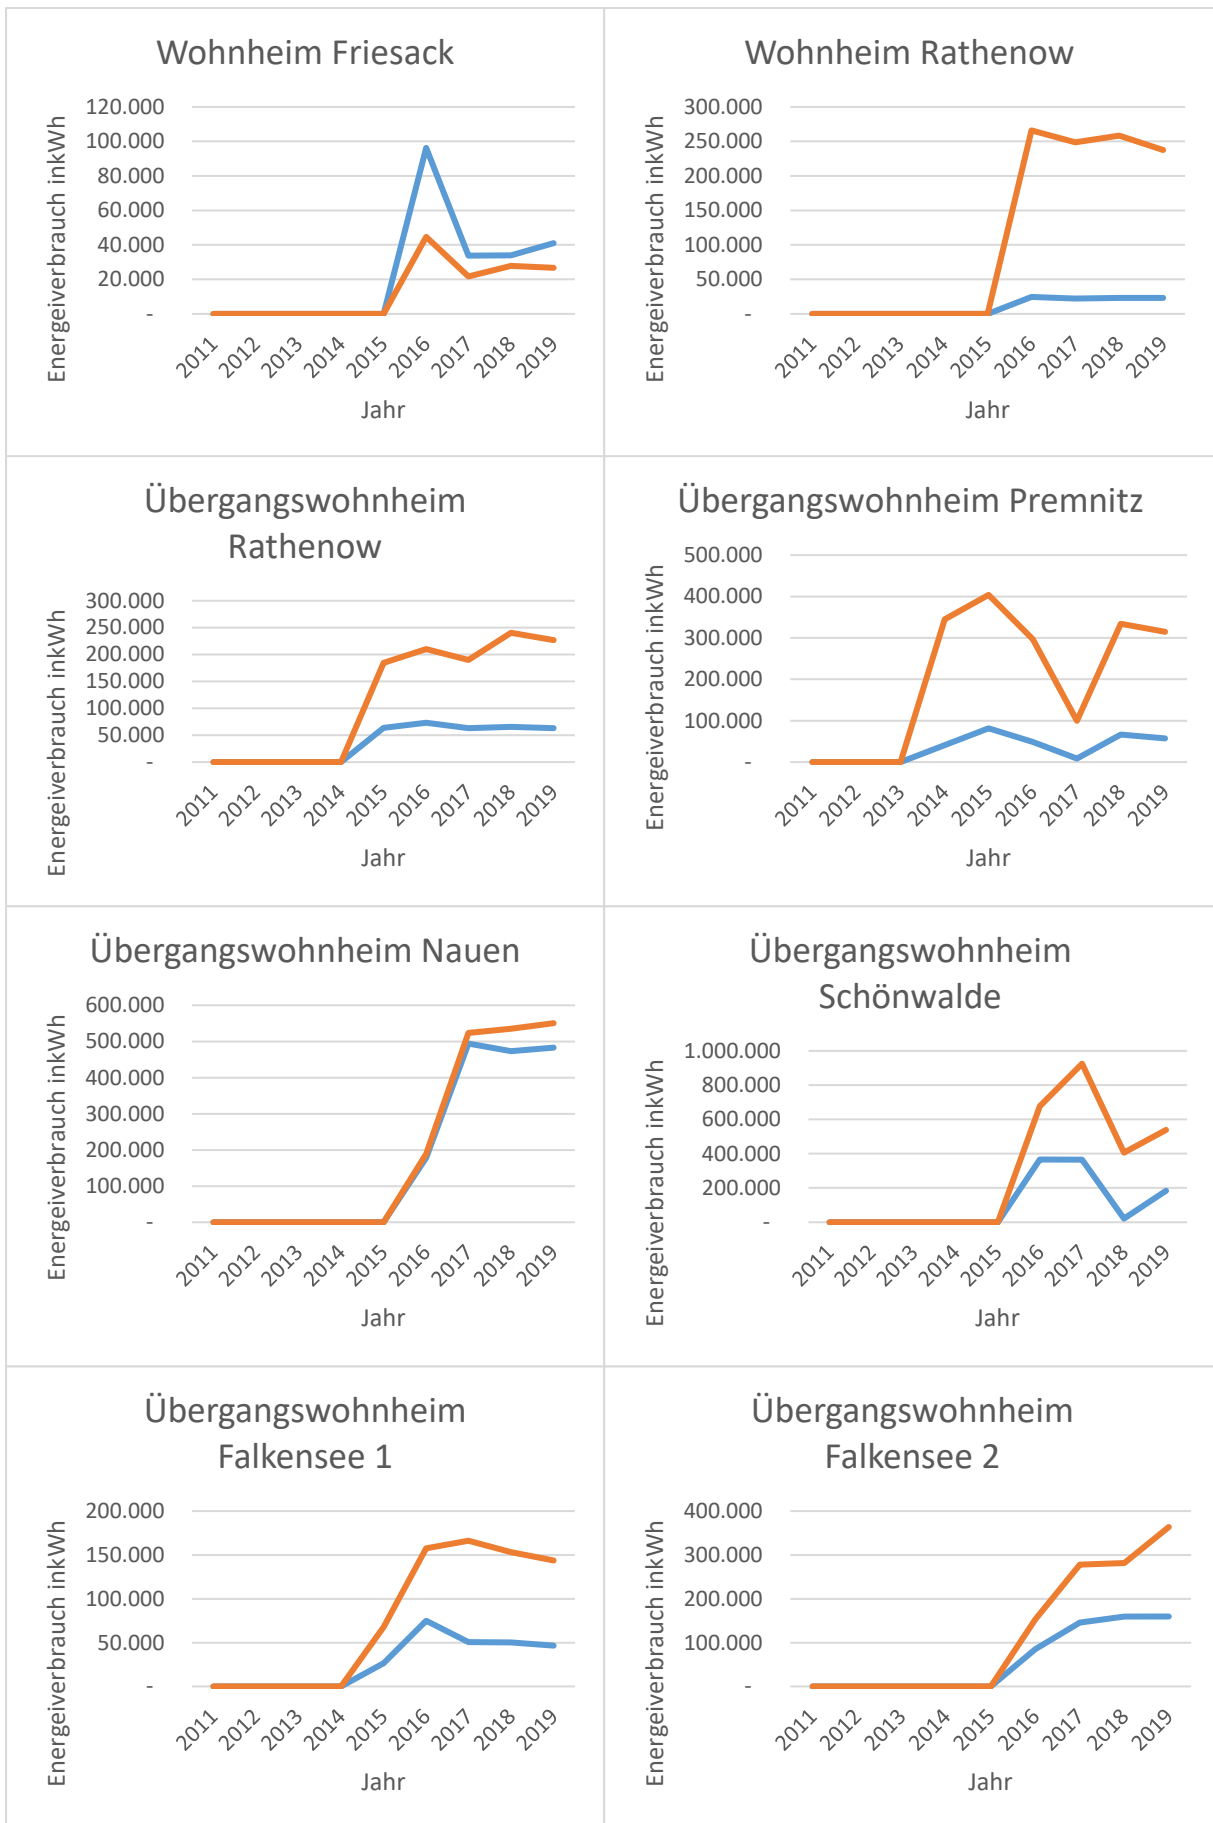 Wohnheim Friesack
Energeiverbrauch inkWh
120.000
100.000
80.000
60.000
40.000
20.000
-
2011 2012 2013 2014 2015 2016 2017 2018 2019
Jahr
Wohnheim Rathenow
Energeiverbrauch inkWh
300.000
250.000
200.000
150.000
100.000
50.000
-
2011 2012 2013 2014 2015 2016 2017 2018 2019
Jahr
Übergangswohnheim
Rathenow
Energeiverbrauch inkWh
300.000
250.000
200.000
150.000
100.000
50.000
-
2011 2012 2013 2014 2015 2016 2017 2018 2019
Jahr
Übergangswohnheim Premnitz
Energeiverbrauch inkWh
500.000
400.000
300.000
200.000
100.000
-
2011 2012 2013 2014 2015 2016 2017 2018 2019
Jahr
Übergangswohnheim Nauen
Energeiverbrauch inkWh
600.000
500.000
400.000
300.000
200.000
100.000
-
2011 2012 2013 2014 2015 2016 2017 2018 2019
Jahr
Übergangswohnheim
Schönwalde
Energeiverbrauch inkWh
1.000.000
800.000
600.000
400.000
200.000
-
2011 2012 2013 2014 2015 2016 2017 2018 2019
Jahr
Übergangswohnheim
Falkensee 1
Energeiverbrauch inkWh
200.000
150.000
100.000
50.000
-
2011 2012 2013 2014 2015 2016 2017 2018 2019
Jahr
Übergangswohnheim
Falkensee 2
Energeiverbrauch inkWh
400.000
300.000
200.000
100.000
-
2011 2012 2013 2014 2015 2016 2017 2018 2019
Jahr